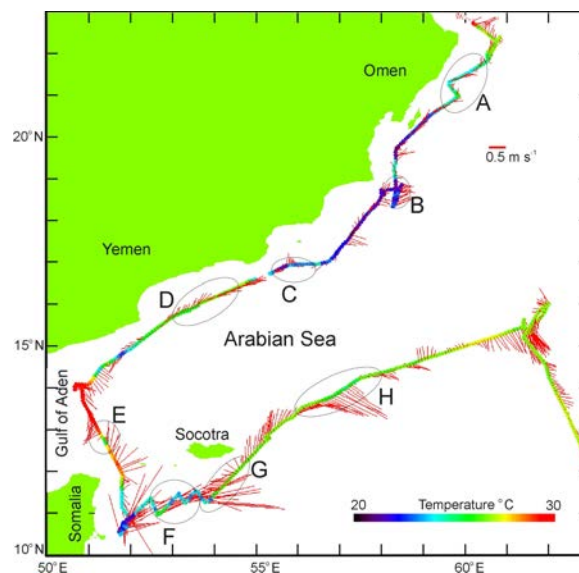 Omen
A
20°N
0.5 m s⁻¹
B
Yemen
C
D
15°N
Arabian Sea
H
Gulf of Aden
E
Socotra
G
Somalia
F
Temperature °C
20
30
10°N
50°E
55°E
60°E